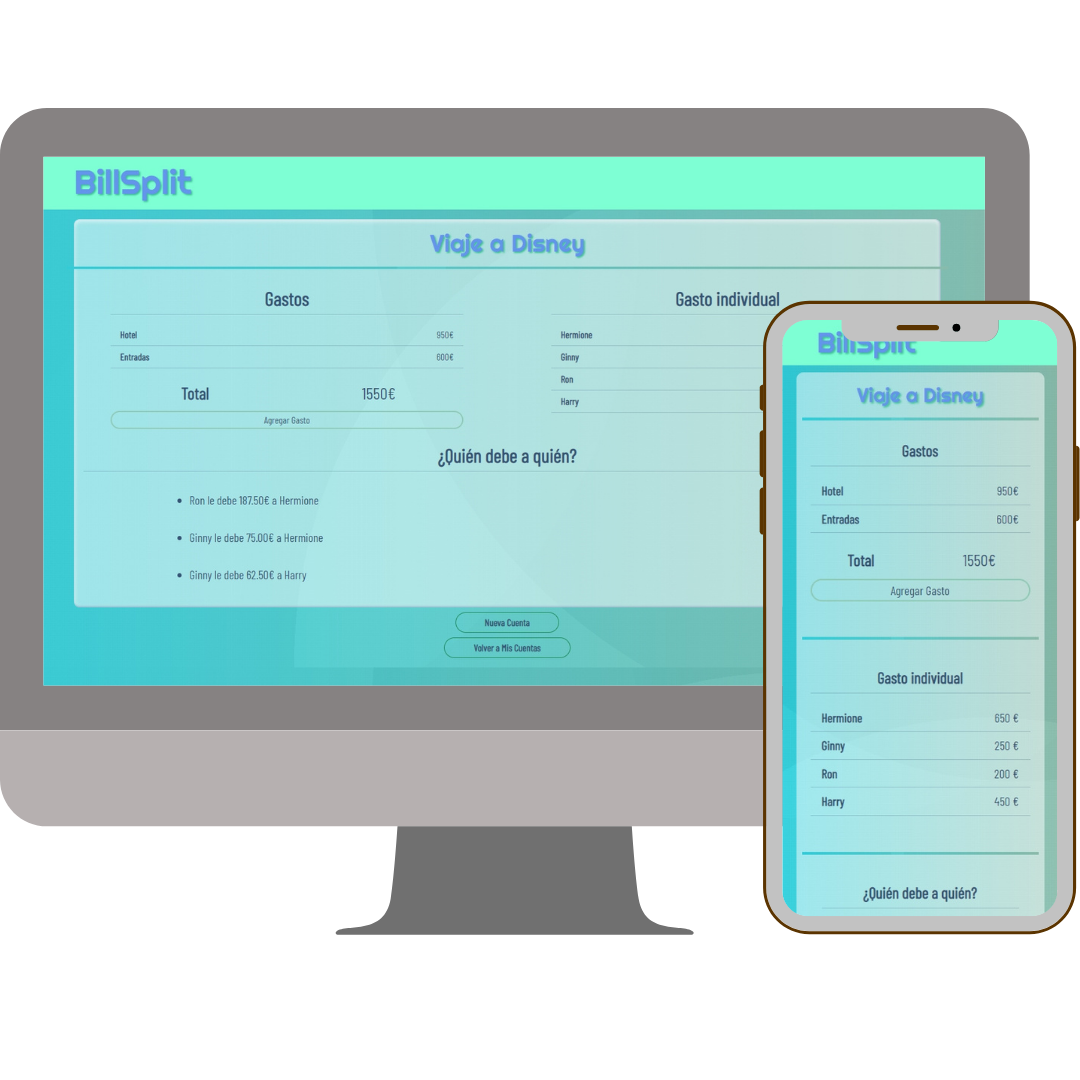 BillSplit
Viaje a Disney
Gastos
Hotel 950€
Entradas 600€
Total 1550€
Agregar Gasto
Gasto individual
Hermione
Ginny
Ron
Harry
¿Quién debe a quién?
Ron le debe 187.50€ a Hermione
Ginny le debe 75.00€ a Hermione
Ginny le debe 62.50€ a Harry
Nueva Cuenta
Volver a Mis Cuentas
BillSplit
Viaje a Disney
Gastos
Hotel 950€
Entradas 600€
Total 1550€
Agregar Gasto
Gasto individual
Hermione 650 €
Ginny 250 €
Ron 200 €
Harry 450 €
¿Quién debe a quién?